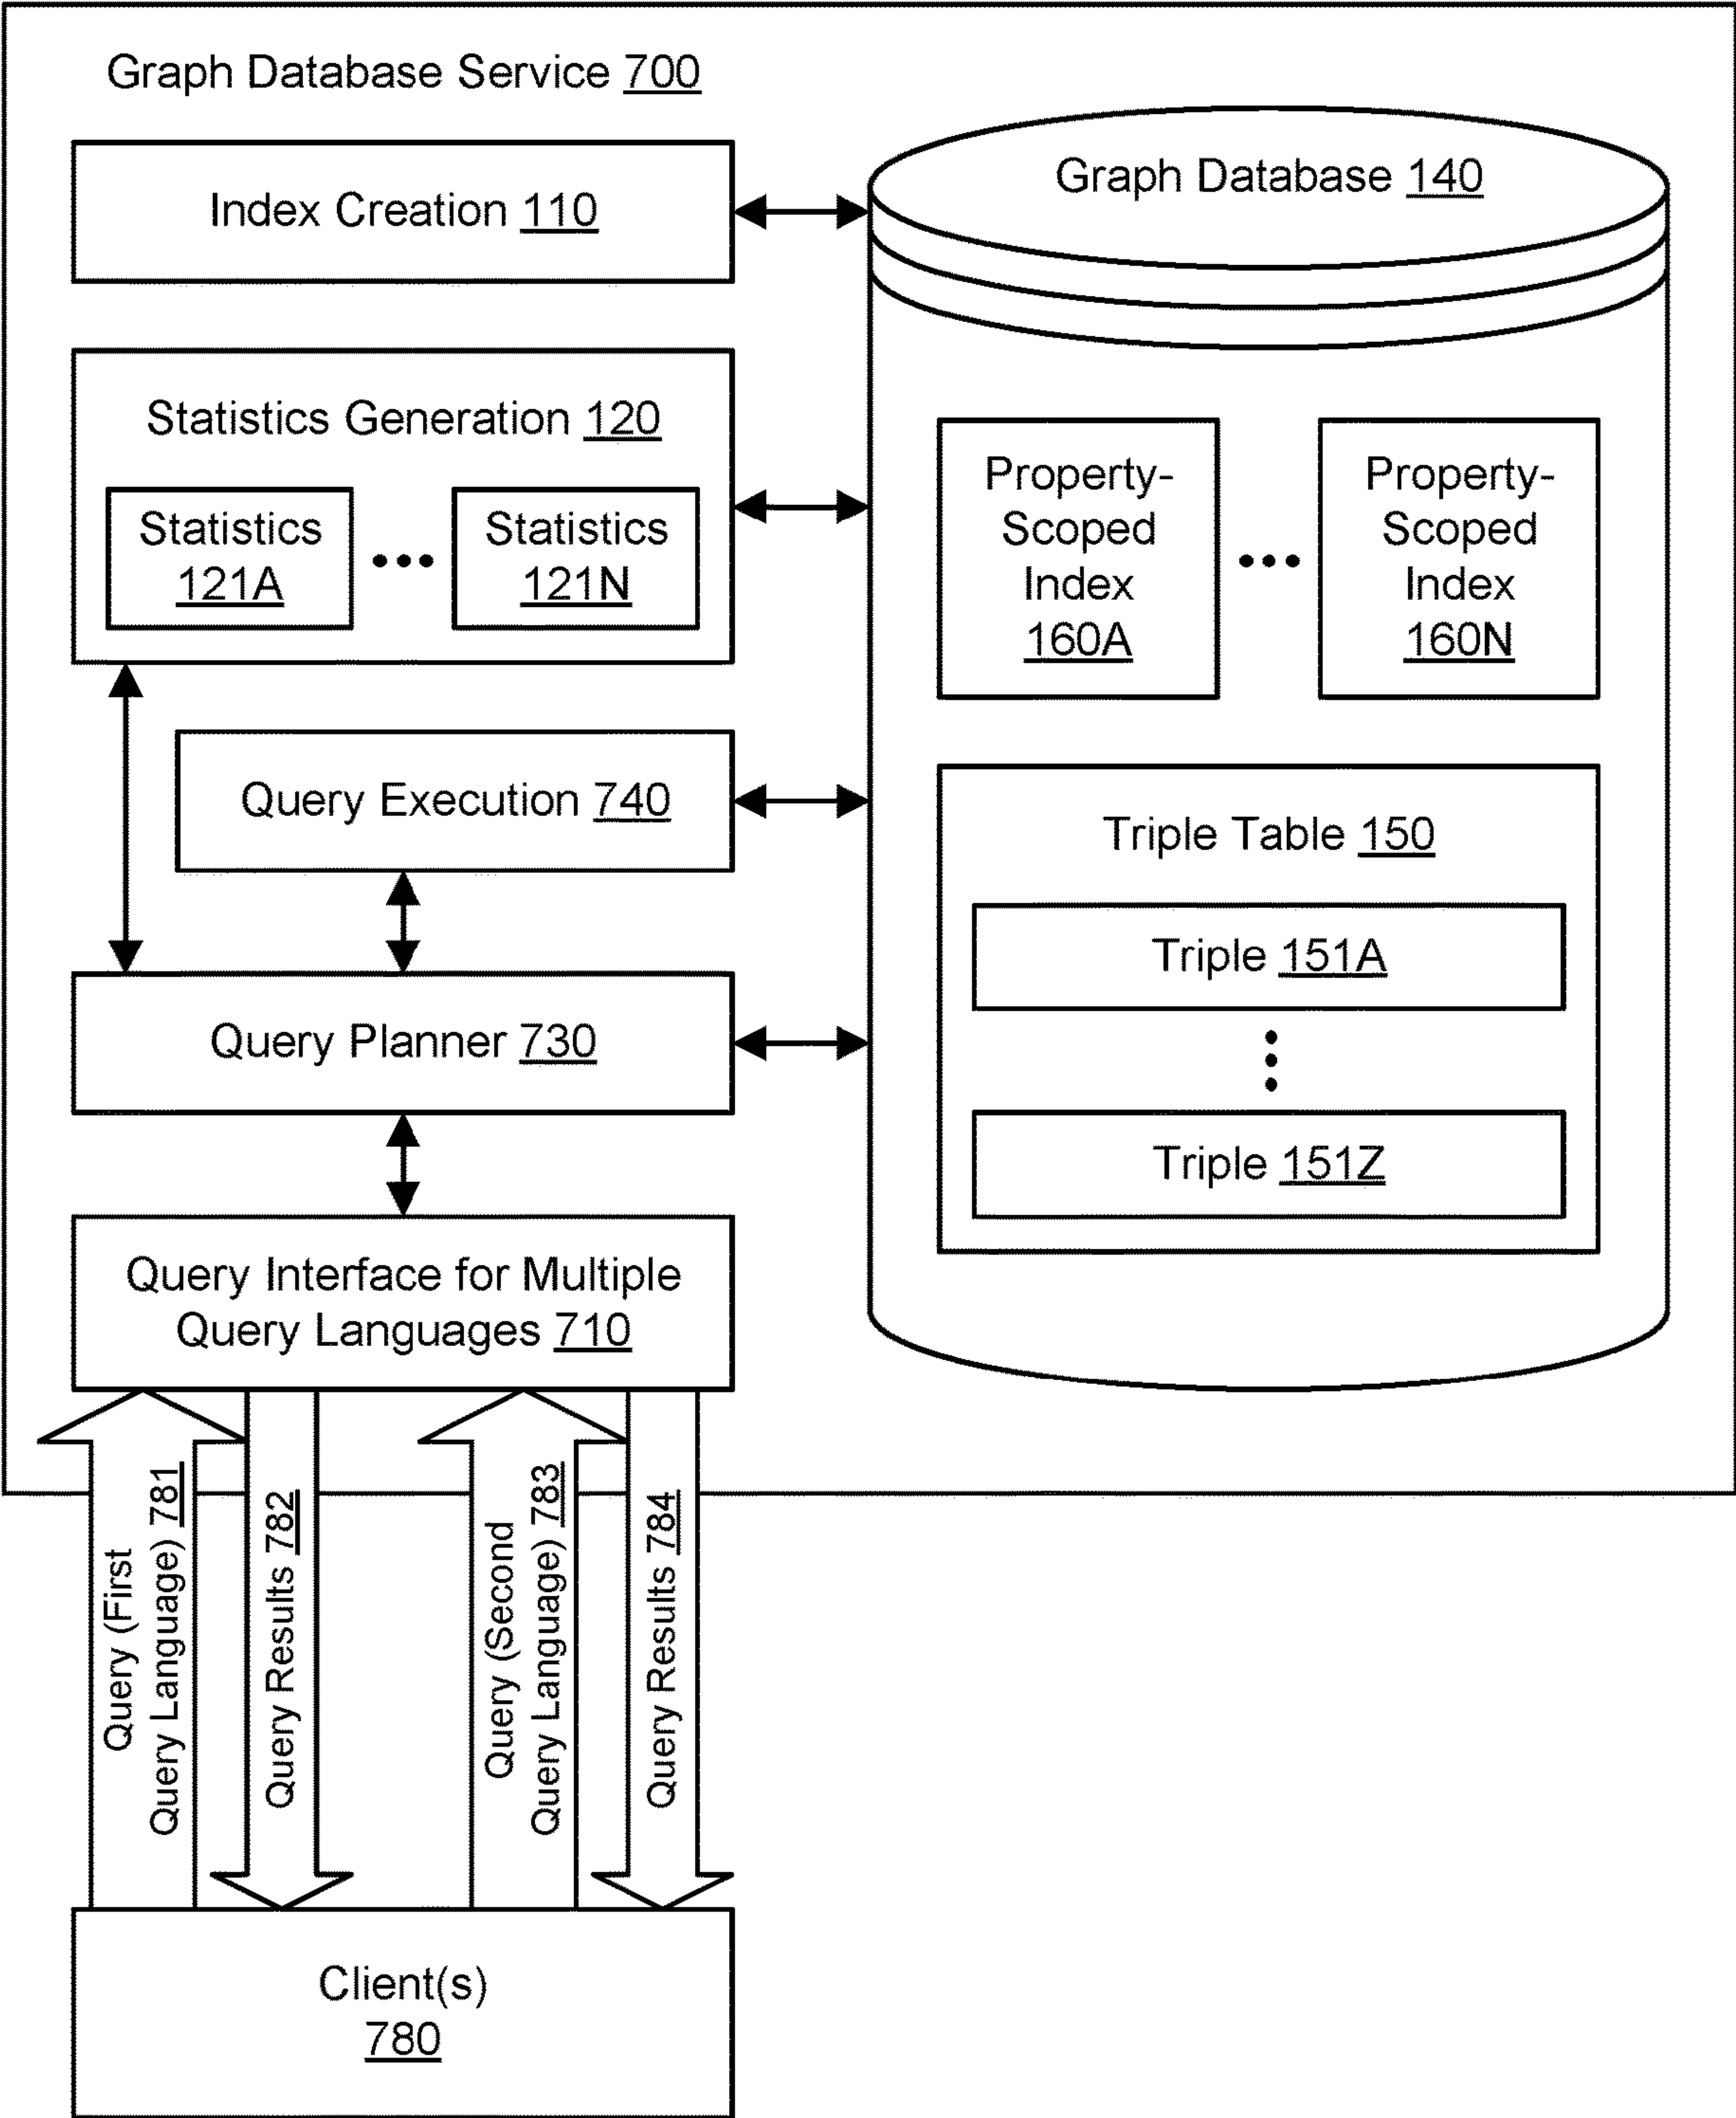 Graph Database Service 700
Index Creation 110
Graph Database 140
Statistics Generation 120
Statistics
121A
Statistics
121N
Property-
Scoped
Index
160A
Property-
Scoped
Index
160N
Query Execution 740
Triple Table 150
Triple 151A
Triple 151Z
Query Planner 730
Query Interface for Multiple
Query Languages 710
Query (First
Query Language) 781
Query Results 782
Query (Second
Query Language) 783
Query Results 784
Client(s)
780